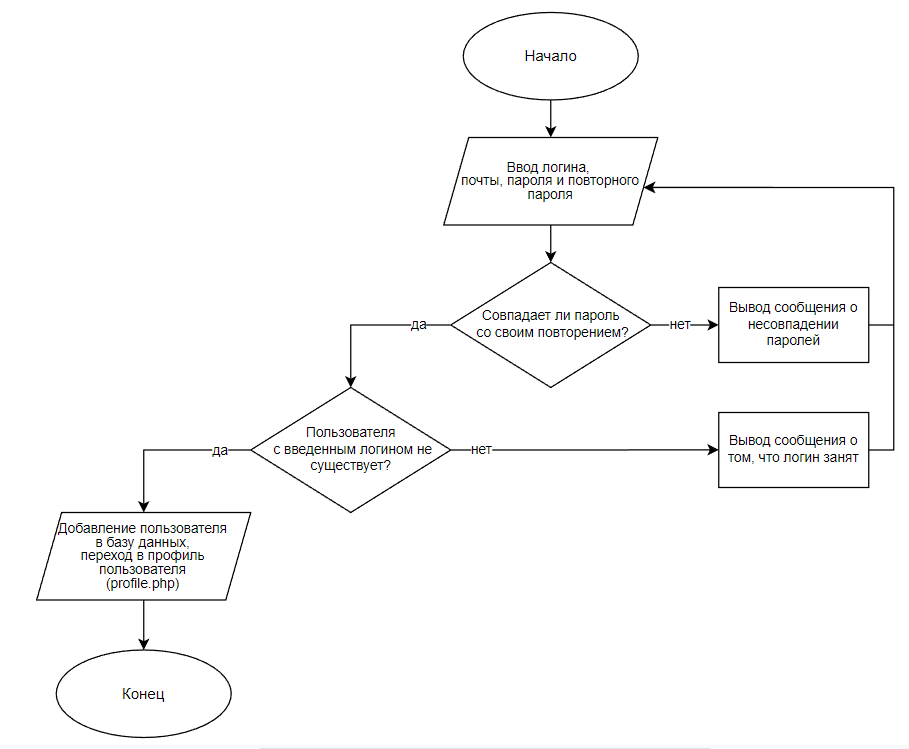 Начало
Ввод логина,
почты, пароля и повторного
пароля
Совпадает ли пароль
со своим повторением?
да
нет
Вывод сообщения о
несовпадении
паролей
Пользователя
с введенным логином не
существует?
да
нет
Вывод сообщения о
том, что логин занят
Добавление пользователя
в базу данных,
переход в профиль
пользователя
(profile.php)
Конец